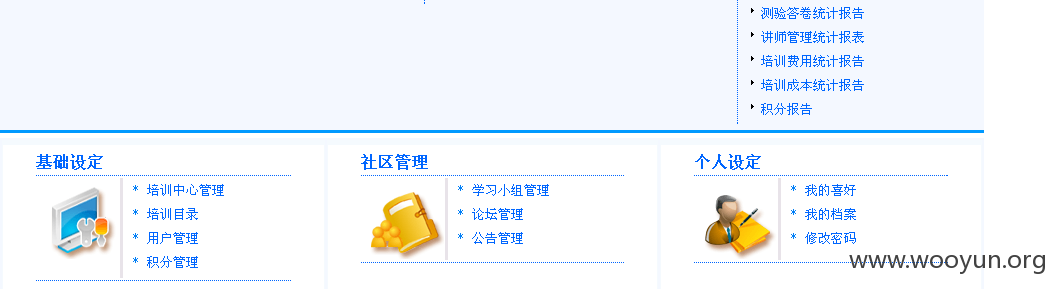 测验答卷统计报告
讲师管理统计报表
培训费用统计报告
培训成本统计报告
积分报告
基础设定
* 培训中心管理
* 培训目录
* 用户管理
* 积分管理
社区管理
* 学习小组管理
* 论坛管理
* 公告管理
个人设定
* 我的喜好
* 我的档案
* 修改密码
www.wooyun.org